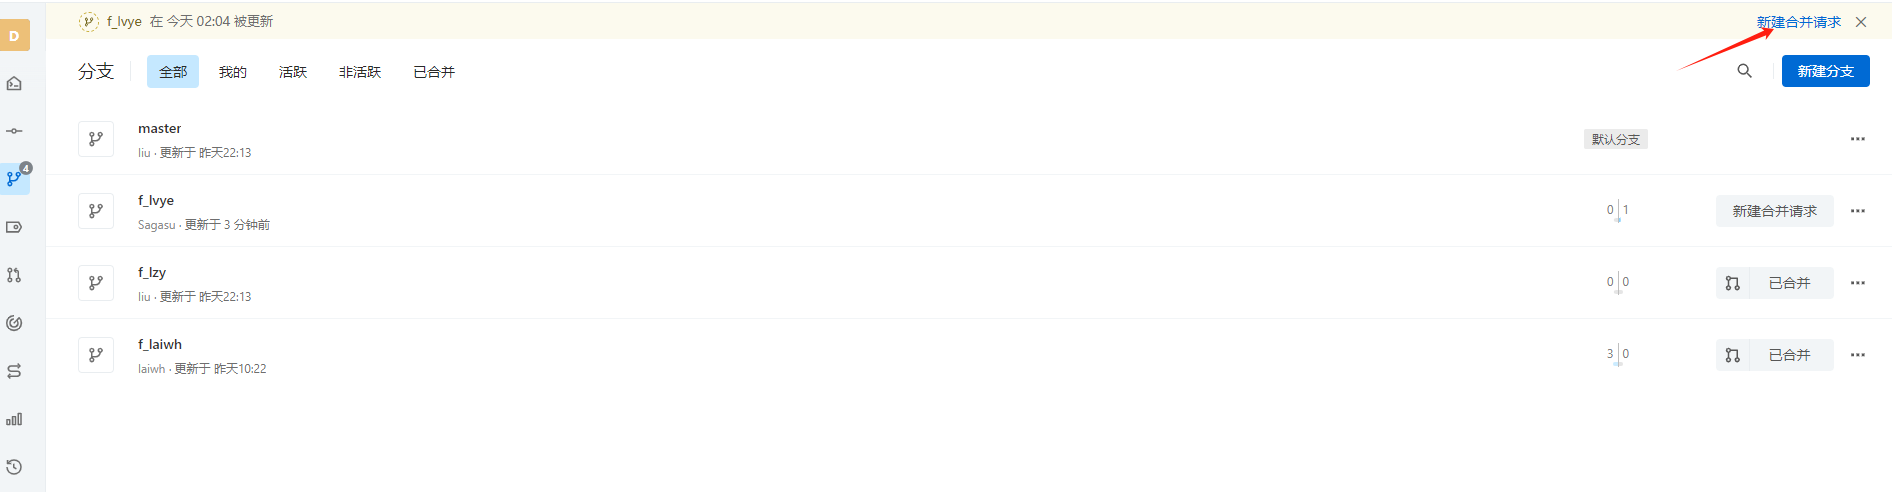 f_lvye 在 今天 02:04 被更新 新建合并请求
D
分支 全部 我的 活跃 非活跃 已合并 新建分支
master
liu · 更新于 昨天22:13
默认分支
4
f_lvye
Sagasu · 更新于 3 分钟前
0 1 新建合并请求
f_lzy
liu · 更新于 昨天22:13
0 0 已合并
f_laiwh
laiwh · 更新于 昨天10:22
3 0 已合并